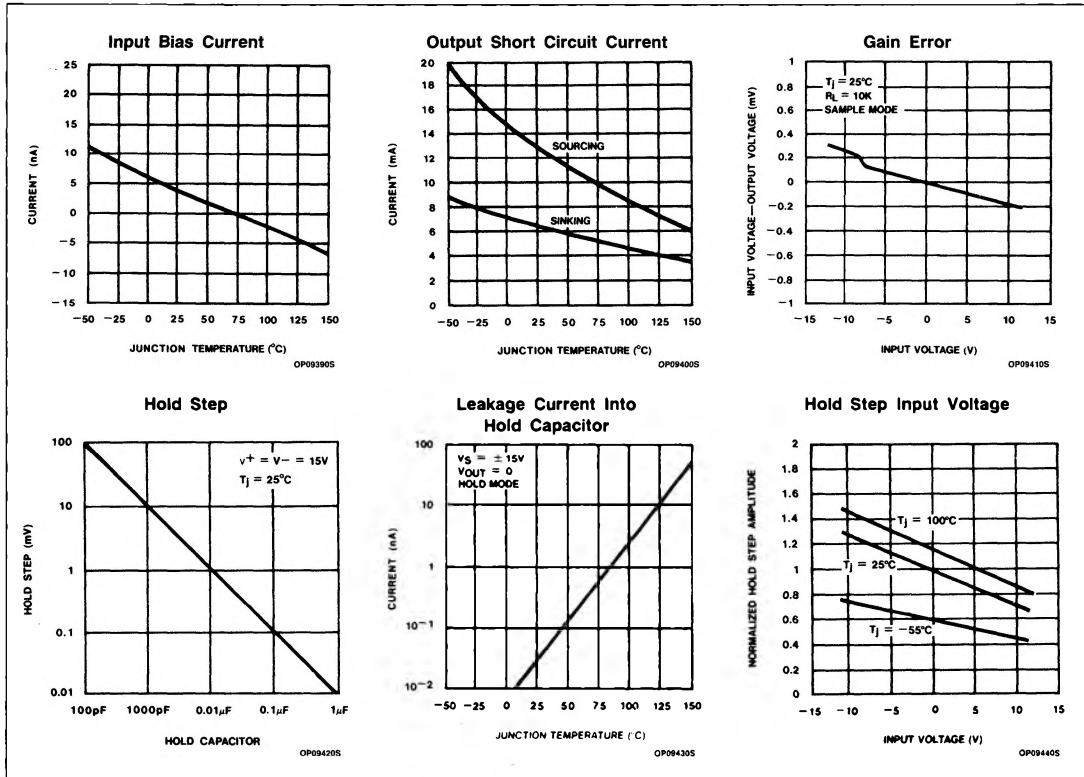 Input Bias Current
CURRENT (nA)
25
20
15
10
5
0
−5
−10
−15
−50 −25 0 25 50 75 100 125 150
JUNCTION TEMPERATURE (°C)
OP09390S
Output Short Circuit Current
CURRENT (mA)
20
18
16
14
12
10
8
6
4
2
0
SOURCING
SINKING
−50 −25 0 25 50 75 100 125 150
JUNCTION TEMPERATURE (°C)
OP09400S
Gain Error
INPUT VOLTAGE—OUTPUT VOLTAGE (mV)
1
0.8
0.6
0.4
0.2
0
−0.2
−0.4
−0.6
−0.8
−1
Tj = 25°C
RL = 10K
SAMPLE MODE
−15 −10 −5 0 5 10 15
INPUT VOLTAGE (V)
OP09410S
Hold Step
HOLD STEP (mV)
100
10
1
0.1
0.01
V+ = V− = 15V
Tj = 25°C
100pF 1000pF 0.01μF 0.1μF 1μF
HOLD CAPACITOR
OP09420S
Leakage Current Into
Hold Capacitor
CURRENT (nA)
100
10
1
10−1
10−2
VS = ±15V
VOUT = 0
HOLD MODE
−50 −25 0 25 50 75 100 125 150
JUNCTION TEMPERATURE (°C)
OP09430S
Hold Step Input Voltage
NORMALIZED HOLD STEP AMPLITUDE
2
1.8
1.6
1.4
1.2
1
0.8
0.6
0.4
0.2
0
Tj = 100°C
Tj = 25°C
Tj = −55°C
−15 −10 −5 0 5 10 15
INPUT VOLTAGE (V)
OP09440S